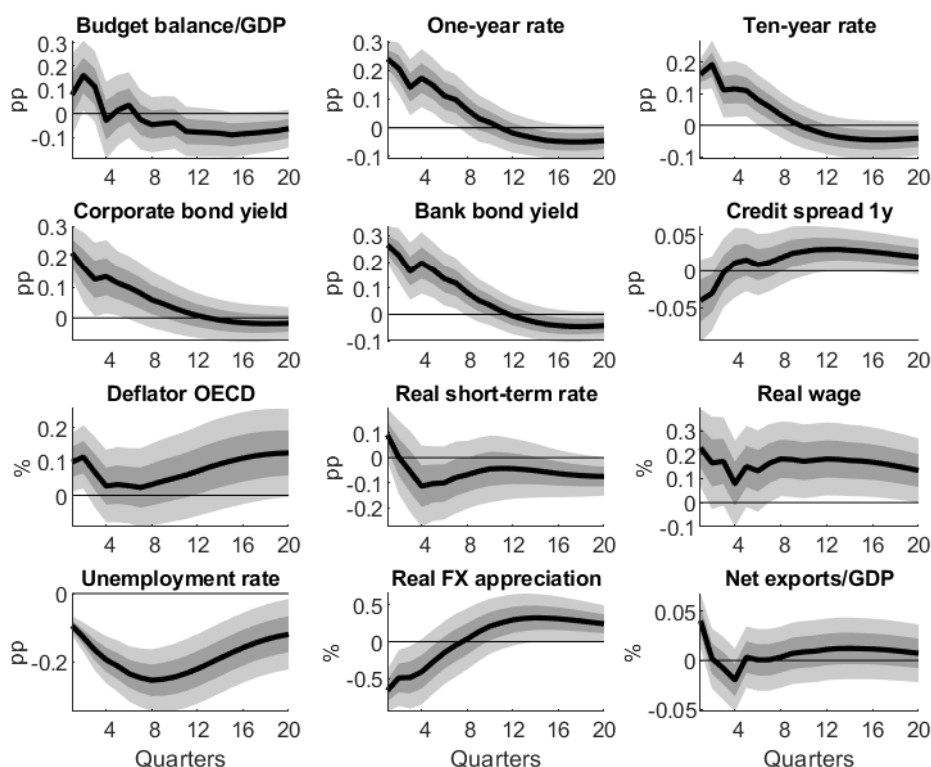 Budget balance/GDP
pp
0.3
0.2
0.1
0
-0.1
4 8 12 16 20
One-year rate
pp
0.3
0.2
0.1
0
-0.1
4 8 12 16 20
Ten-year rate
pp
0.2
0.1
0
-0.1
4 8 12 16 20
Corporate bond yield
pp
0.3
0.2
0.1
0
4 8 12 16 20
Bank bond yield
pp
0.3
0.2
0.1
0
-0.1
4 8 12 16 20
Credit spread 1y
pp
0.05
0
-0.05
4 8 12 16 20
Deflator OECD
%
0.2
0.1
0
4 8 12 16 20
Real short-term rate
pp
0.1
0
-0.1
-0.2
4 8 12 16 20
Real wage
%
0.3
0.2
0.1
0
-0.1
4 8 12 16 20
Unemployment rate
pp
0
-0.2
4 8 12 16 20
Quarters
Real FX appreciation
%
0.5
0
-0.5
4 8 12 16 20
Quarters
Net exports/GDP
%
0.05
0
-0.05
4 8 12 16 20
Quarters